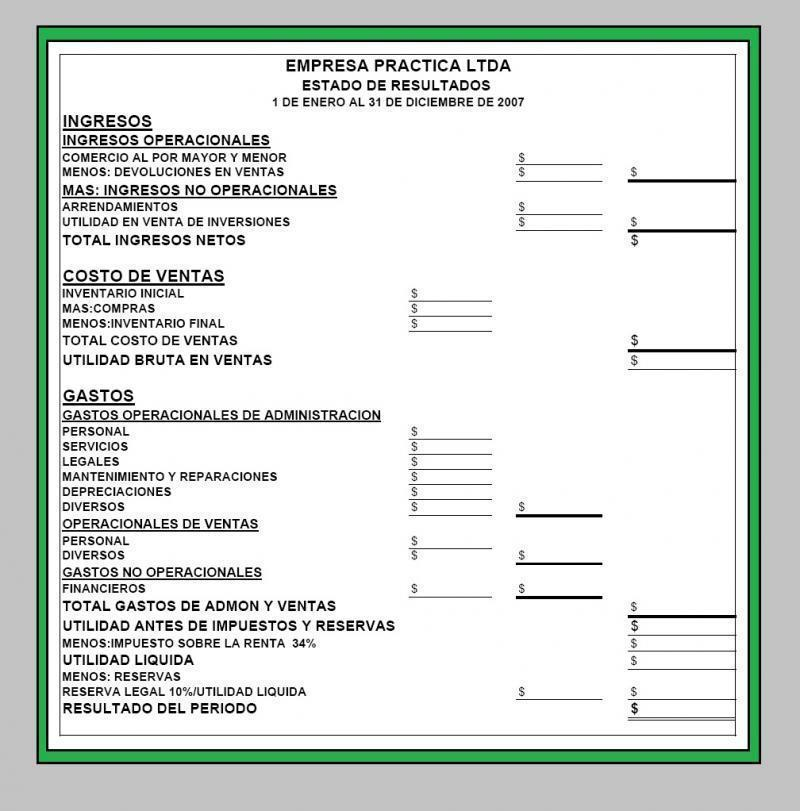 EMPRESA PRACTICA LTDA
ESTADO DE RESULTADOS
1 DE ENERO AL 31 DE DICIEMBRE DE 2007
INGRESOS
INGRESOS OPERACIONALES
COMERCIO AL POR MAYOR Y MENOR $
MENOS: DEVOLUCIONES EN VENTAS $ $
MAS: INGRESOS NO OPERACIONALES
ARRENDAMIENTOS $
UTILIDAD EN VENTA DE INVERSIONES $ $
TOTAL INGRESOS NETOS $
COSTO DE VENTAS
INVENTARIO INICIAL $
MAS:COMPRAS $
MENOS:INVENTARIO FINAL $
TOTAL COSTO DE VENTAS $
UTILIDAD BRUTA EN VENTAS $
GASTOS
GASTOS OPERACIONALES DE ADMINISTRACION
PERSONAL $
SERVICIOS $
LEGALES $
MANTENIMIENTO Y REPARACIONES $
DEPRECIACIONES $
DIVERSOS $ $
OPERACIONALES DE VENTAS
PERSONAL $
DIVERSOS $ $
GASTOS NO OPERACIONALES
FINANCIEROS $ $
TOTAL GASTOS DE ADMON Y VENTAS $
UTILIDAD ANTES DE IMPUESTOS Y RESERVAS $
MENOS:IMPUESTO SOBRE LA RENTA 34% $
UTILIDAD LIQUIDA $
MENOS: RESERVAS
RESERVA LEGAL 10%/UTILIDAD LIQUIDA $ $
RESULTADO DEL PERIODO $